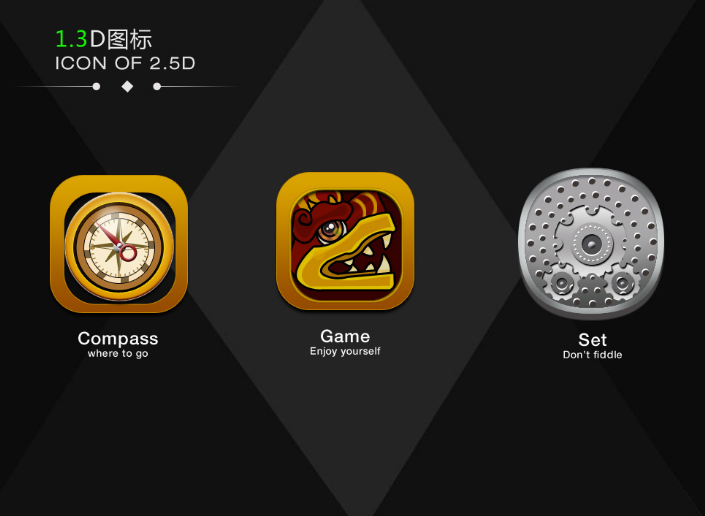 1.3D图标
ICON OF 2.5D
Compass
where to go
Game
Enjoy yourself
Set
Don't fiddle